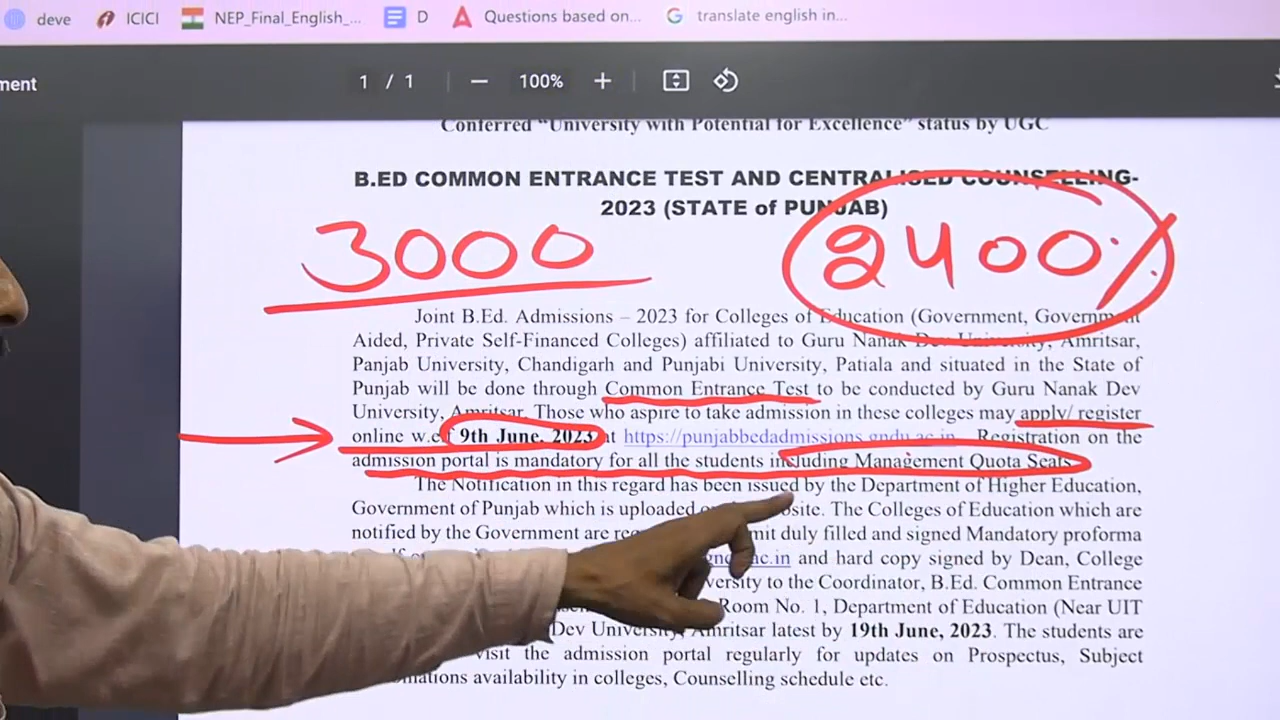 deve ICICI NEP_Final_English_... D Questions based on... translate english in...
ment 1 / 1 — 100% +
Conferred "University with Potential for Excellence" status by UGC
B.ED COMMON ENTRANCE TEST AND CENTRALISED COUNSELLING-
2023 (STATE of PUNJAB)
3000 2400
Joint B.Ed. Admissions – 2023 for Colleges of Education (Government, Government
Aided, Private Self-Financed Colleges) affiliated to Guru Nanak Dev University, Amritsar,
Panjab University, Chandigarh and Punjabi University, Patiala and situated in the State of
Punjab will be done through Common Entrance Test to be conducted by Guru Nanak Dev
University, Amritsar. Those who aspire to take admission in these colleges may apply/ register
online w.e.f 9th June, 2023 at https://punjabbedadmissions.gndu.ac.in. Registration on the
admission portal is mandatory for all the students including Management Quota Seats.
The Notification in this regard has been issued by the Department of Higher Education,
Government of Punjab which is uploaded site. The Colleges of Education which are
notified by the Government are mit duly filled and signed Mandatory proforma
ac.in and hard copy signed by Dean, College
versity to the Coordinator, B.Ed. Common Entrance
Room No. 1, Department of Education (Near UIT
Dev University, Amritsar latest by 19th June, 2023. The students are
visit the admission portal regularly for updates on Prospectus, Subject
availability in colleges, Counselling schedule etc.